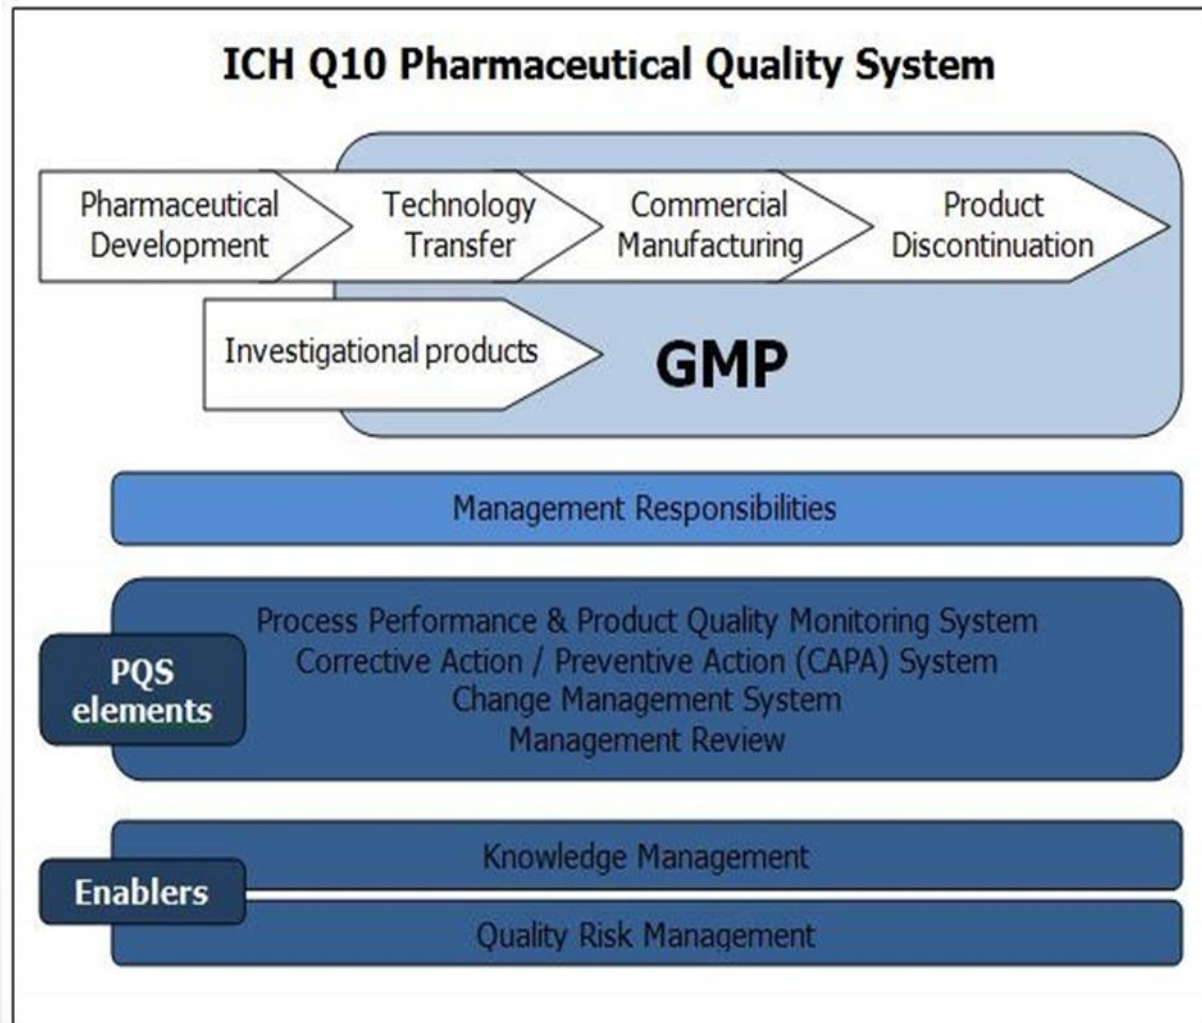 ICH Q10 Pharmaceutical Quality System
Pharmaceutical
Development
Technology
Transfer
Commercial
Manufacturing
Product
Discontinuation
Investigational products
GMP
Management Responsibilities
PQS
elements
Process Performance & Product Quality Monitoring System
Corrective Action / Preventive Action (CAPA) System
Change Management System
Management Review
Enablers
Knowledge Management
Quality Risk Management